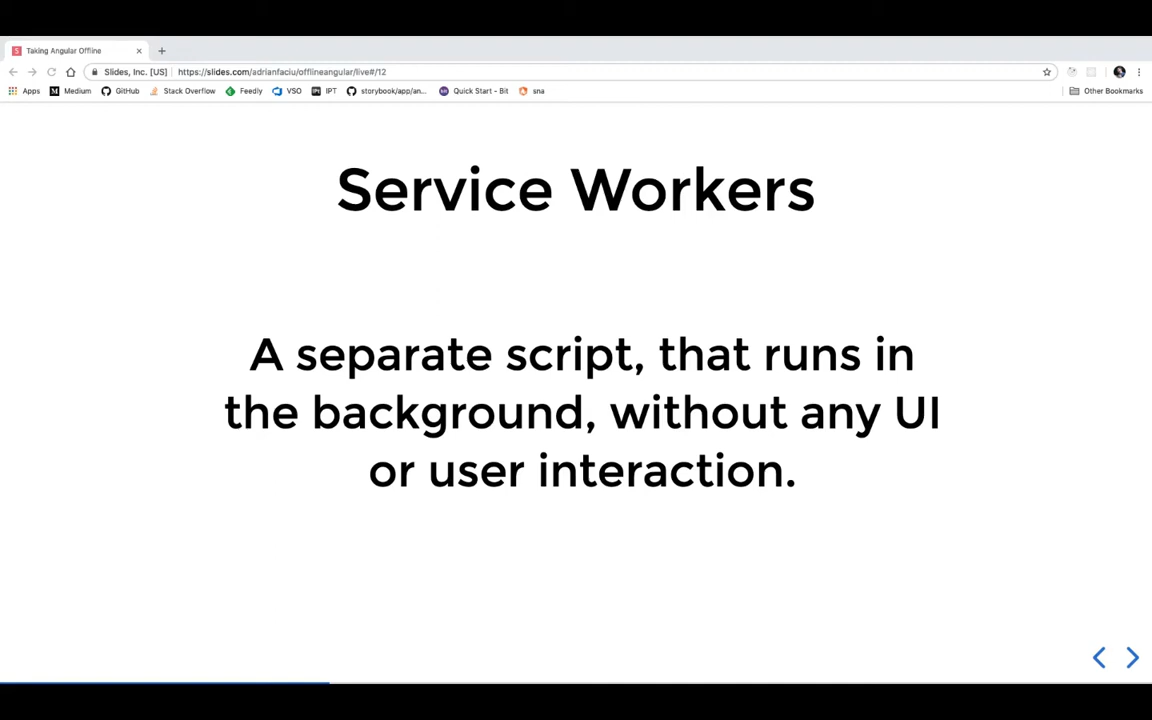 Taking Angular Offline
Slides, Inc. [US] https://slides.com/adrianfaciu/offlineangular/live#/12
Apps Medium GitHub Stack Overflow Feedly VSO IPT storybook/app/an... Quick Start - Bit sna Other Bookmarks
Service Workers
A separate script, that runs in
the background, without any UI
or user interaction.